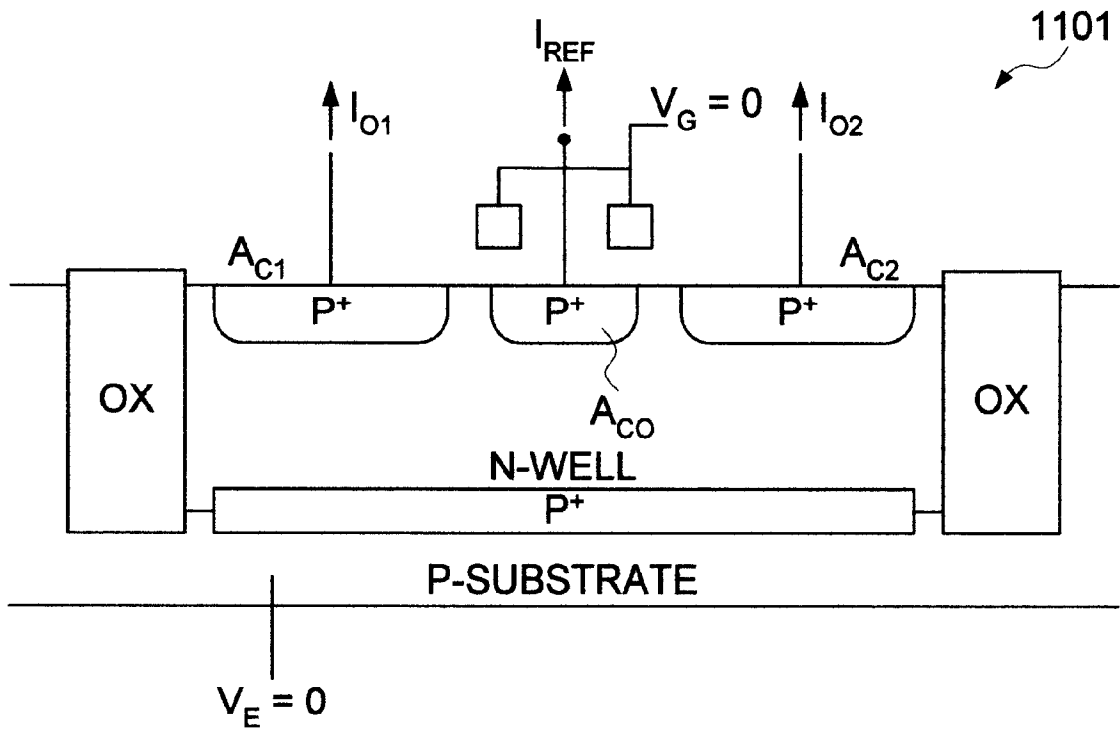 1101
I_REF
I_O1
V_G = 0
I_O2
A_C1
A_C2
P+
P+
P+
OX
OX
A_CO
N-WELL
P+
P-SUBSTRATE
V_E = 0